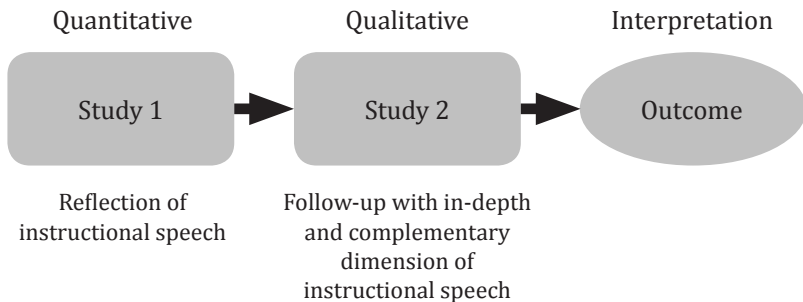 Quantitative
Qualitative
Interpretation
Study 1
Study 2
Outcome
Reflection of
instructional speech
Follow-up with in-depth
and complementary
dimension of
instructional speech